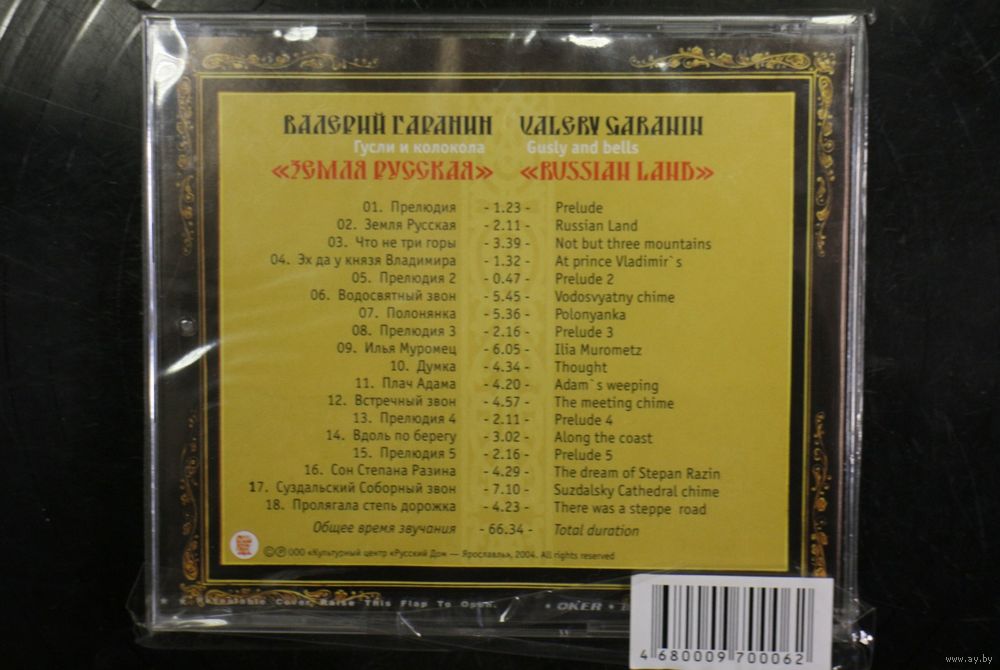 ВАЛЕРИЙ ГАРАНИН VALERY GARANIN
Гусли и колокола Gusly and bells
«ЗЕМЛЯ РУССКАЯ» «RUSSIAN LAND»
01. Прелюдия - 1.23 - Prelude
02. Земля Русская - 2.11 - Russian Land
03. Что не три горы - 3.39 - Not but three mountains
04. Эх да у князя Владимира - 1.32 - At prince Vladimir`s
05. Прелюдия 2 - 0.47 - Prelude 2
06. Водосвятный звон - 5.45 - Vodosvyatny chime
07. Полонянка - 5.36 - Polonyanka
08. Прелюдия 3 - 2.16 - Prelude 3
09. Илья Муромец - 6.05 - Ilia Murometz
10. Думка - 4.34 - Thought
11. Плач Адама - 4.20 - Adam`s weeping
12. Встречный звон - 4.57 - The meeting chime
13. Прелюдия 4 - 2.11 - Prelude 4
14. Вдоль по берегу - 3.02 - Along the coast
15. Прелюдия 5 - 2.16 - Prelude 5
16. Сон Степана Разина - 4.29 - The dream of Stepan Razin
17. Суздальский Соборный звон - 7.10 - Suzdalsky Cathedral chime
18. Пролягала степь дорожка - 4.23 - There was a steppe road
Общее время звучания - 66.34 - Total duration
©℗ ООО «Культурный центр «Русский Дом — Ярославль», 2004. All rights reserved
Cover Raise This Flap To Open. * OKER *
4 680009 700062
www.ay.by